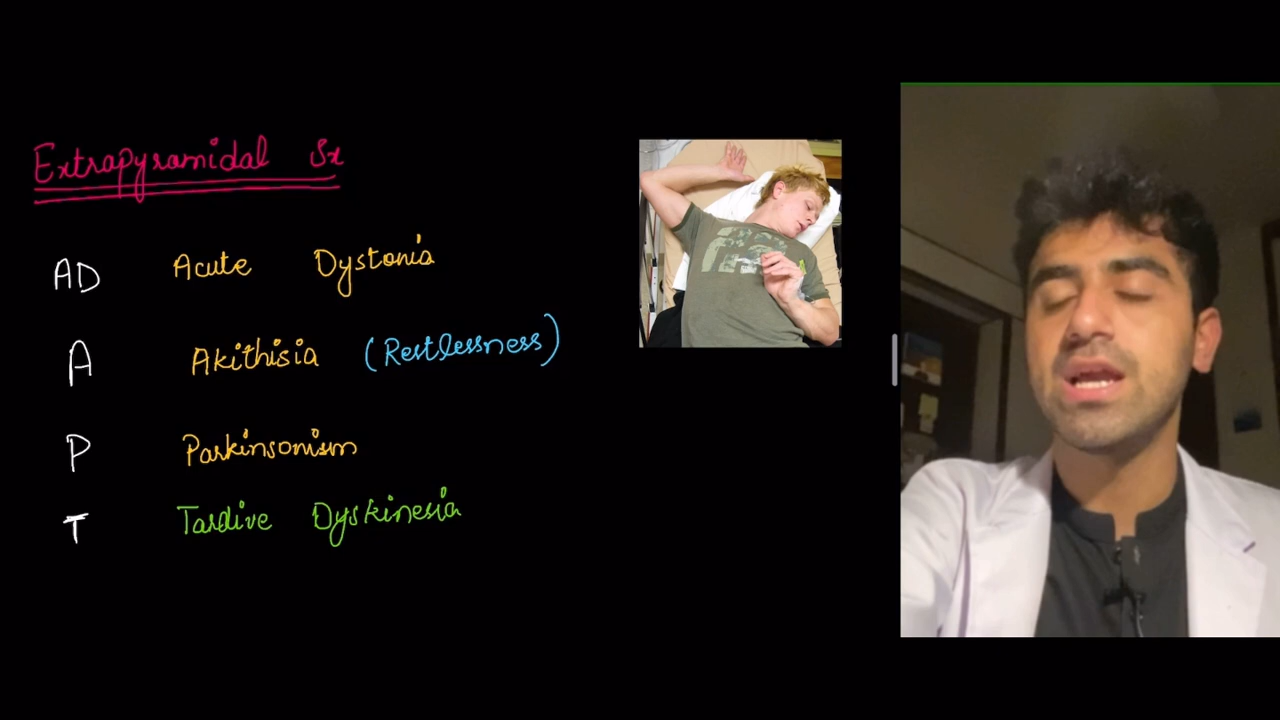 Extrapyramidal Sx
AD Acute Dystonia
A Akithisia (Restlessness)
P Parkinsonism
T Tardive Dyskinesia